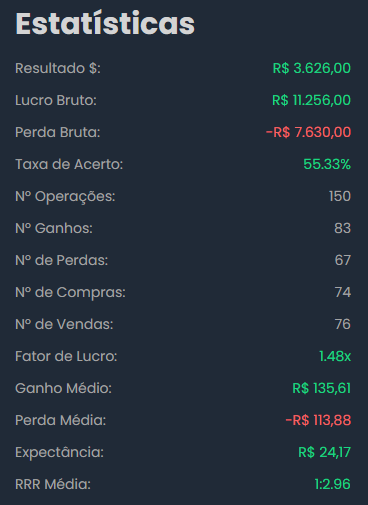 Estatísticas
Resultado $: R$ 3.626,00
Lucro Bruto: R$ 11.256,00
Perda Bruta: -R$ 7.630,00
Taxa de Acerto: 55.33%
Nº Operações: 150
Nº Ganhos: 83
Nº de Perdas: 67
Nº de Compras: 74
Nº de Vendas: 76
Fator de Lucro: 1.48x
Ganho Médio: R$ 135,61
Perda Média: -R$ 113,88
Expectância: R$ 24,17
RRR Média: 1:2.96